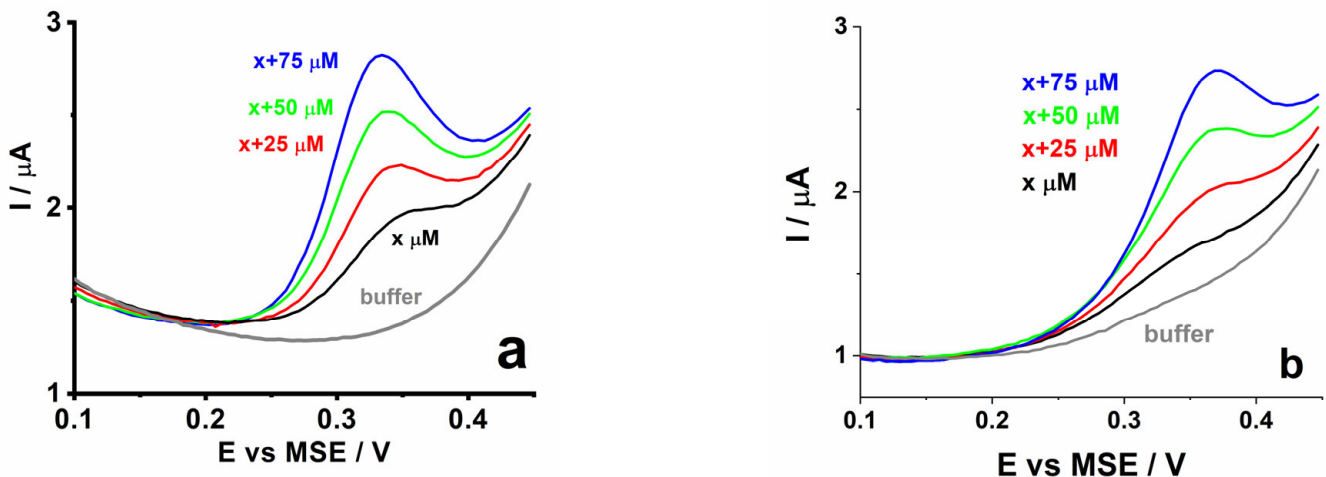 3
2
1
I / µA
x+75 µM
x+50 µM
x+25 µM
x µM
buffer
a
0.1
0.2
0.3
0.4
E vs MSE / V
3
2
1
I / µA
x+75 µM
x+50 µM
x+25 µM
x µM
buffer
b
0.1
0.2
0.3
0.4
E vs MSE / V